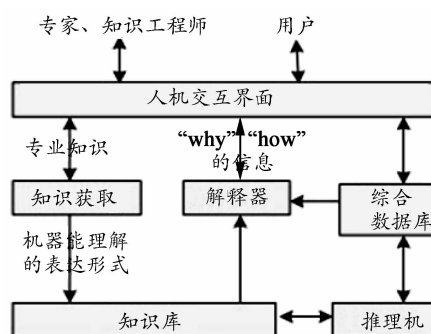 专家、知识工程师
用户
人机交互界面
专业知识
“why” “how”
的信息
知识获取
解释器
综合
数据库
机器能理解
的表达形式
知识库
推理机